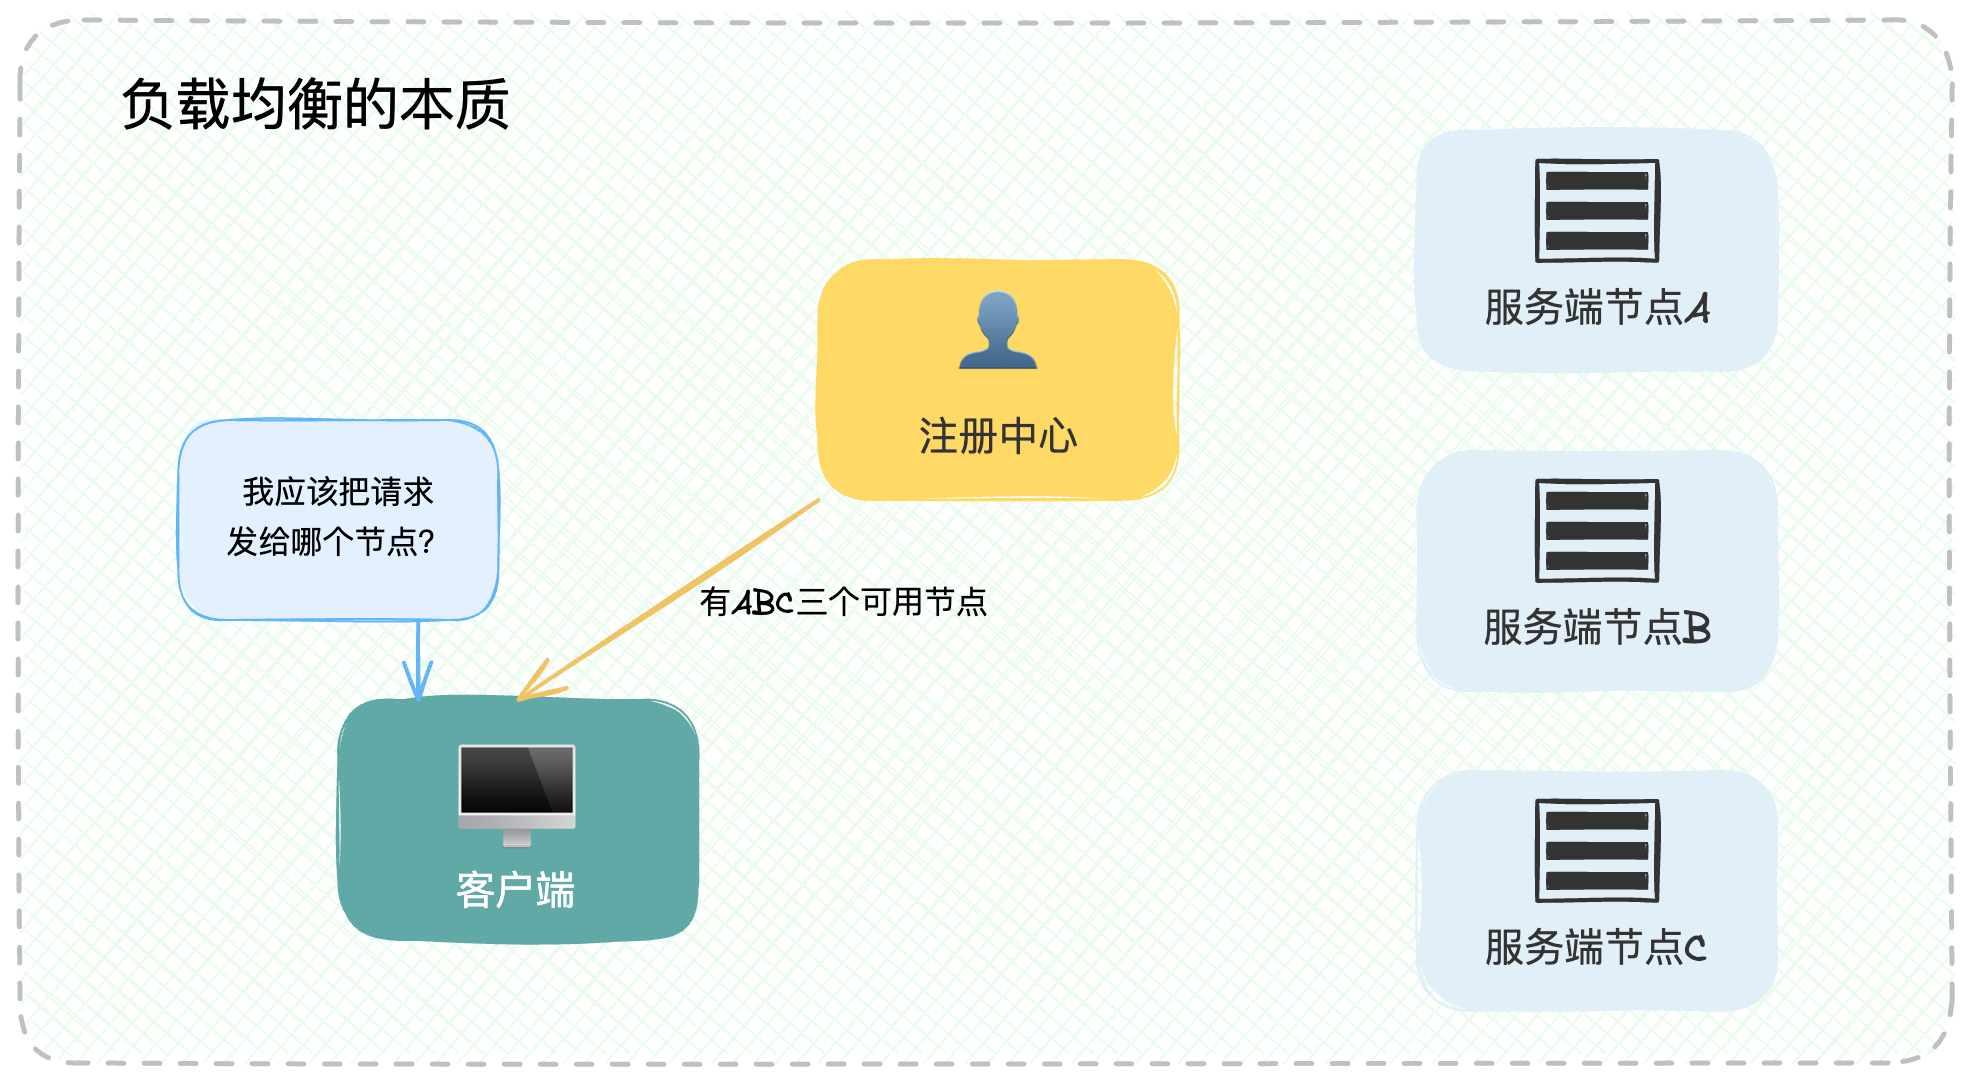 负载均衡的本质
服务端节点A
注册中心
我应该把请求
发给哪个节点?
有ABC三个可用节点
服务端节点B
客户端
服务端节点C